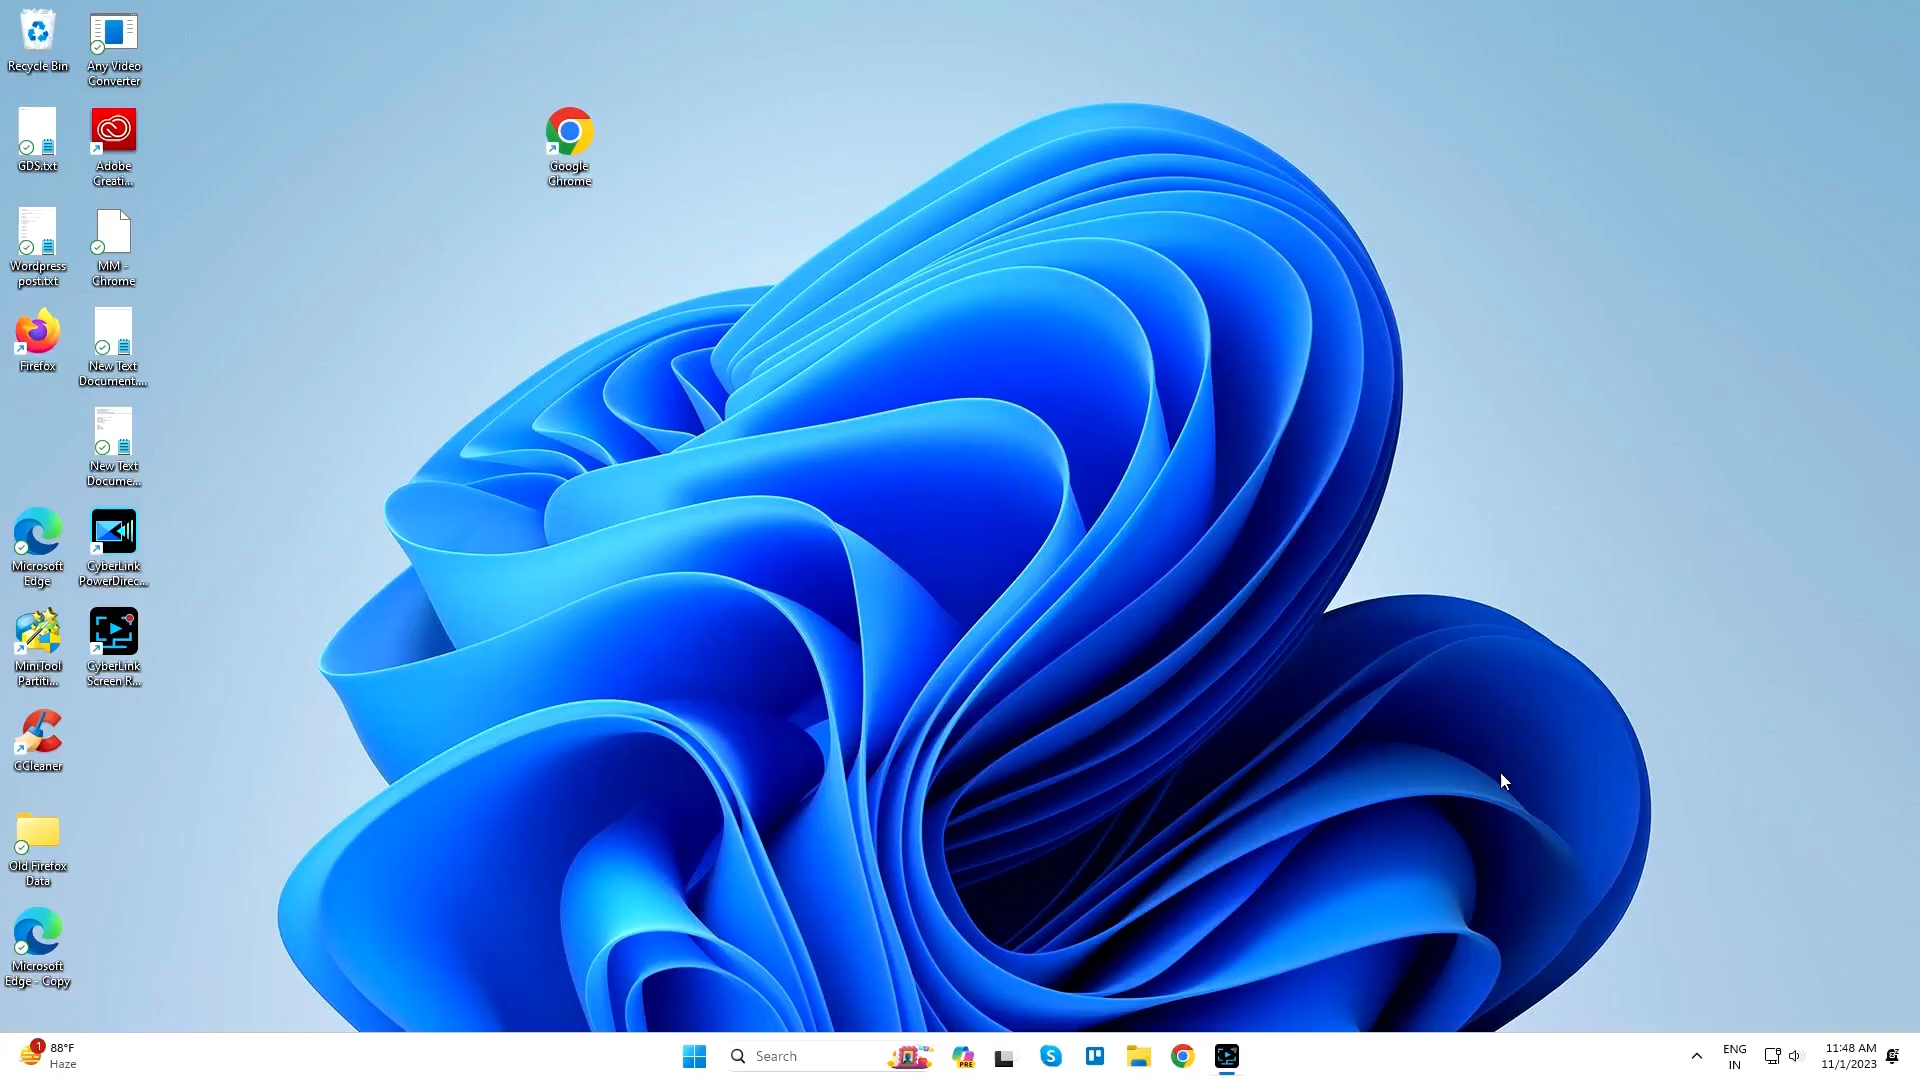 Recycle Bin
Any Video
Converter
GDS.txt
Adobe
Creati...
Google
Chrome
Wordpress
post.txt
MM -
Chrome
Firefox
New Text
Document....
New Text
Docume...
Microsoft
Edge
CyberLink
PowerDirec...
MiniTool
Partiti...
CyberLink
Screen R...
CCleaner
Old Firefox
Data
Microsoft
Edge - Copy
1
88°F
Haze
Search
PRE
S
ENG
IN
11:48 AM
11/1/2023